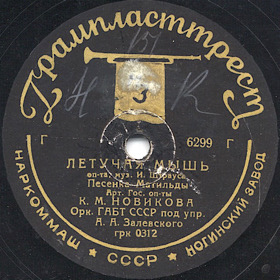 Грампласттрест
Г 6299 Г
ЛЕТУЧАЯ МЫШЬ
оп-та, муз. И. Штрауса
Песенка Матильды
Арт. Гос. оп-ты
К. М. НОВИКОВА
Орк. ГАБТ СССР под упр.
А. А. Залевского
грк 0312
НАРКОММАШ ★ СССР ★ НОГИНСКИЙ ЗАВОД